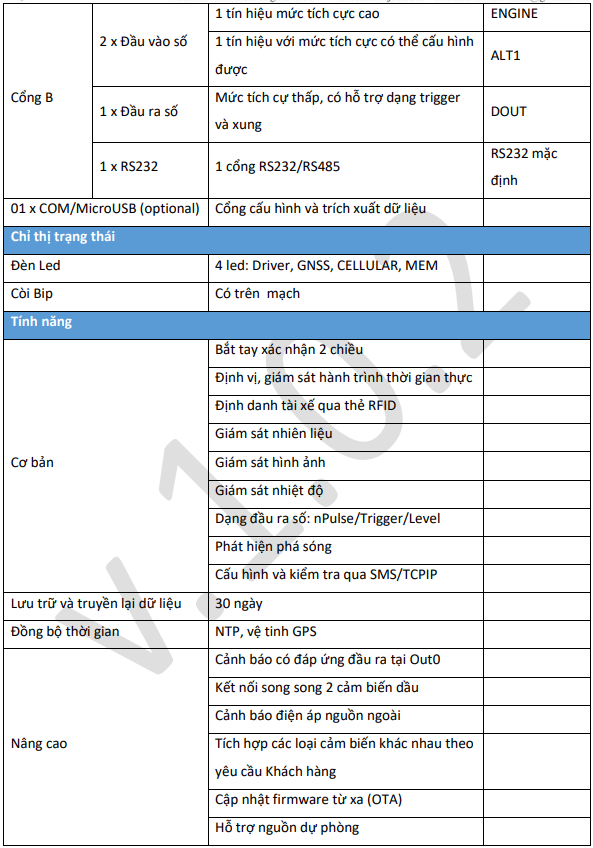 1 tín hiệu mức tích cực cao
ENGINE
2 x Đầu vào số
1 tín hiệu với mức tích cực có thể cấu hình
được
ALT1
Cổng B
1 x Đầu ra số
Mức tích cự thấp, có hỗ trợ dạng trigger
và xung
DOUT
1 x RS232
1 cổng RS232/RS485
RS232 mặc
định
01 x COM/MicroUSB (optional)
Cổng cấu hình và trích xuất dữ liệu
Chỉ thị trạng thái
Đèn Led
4 led: Driver, GNSS, CELLULAR, MEM
Còi Bip
Có trên mạch
Tính năng
Cơ bản
Bắt tay xác nhận 2 chiều
Định vị, giám sát hành trình thời gian thực
Định danh tài xế qua thẻ RFID
Giám sát nhiên liệu
Giám sát hình ảnh
Giám sát nhiệt độ
Dạng đầu ra số: nPulse/Trigger/Level
Phát hiện phá sóng
Cấu hình và kiểm tra qua SMS/TCPIP
Lưu trữ và truyền lại dữ liệu
30 ngày
Đồng bộ thời gian
NTP, vệ tinh GPS
Nâng cao
Cảnh báo có đáp ứng đầu ra tại Out0
Kết nối song song 2 cảm biến dầu
Cảnh báo điện áp nguồn ngoài
Tích hợp các loại cảm biến khác nhau theo
yêu cầu Khách hàng
Cập nhật firmware từ xa (OTA)
Hỗ trợ nguồn dự phòng
v.1.0.2